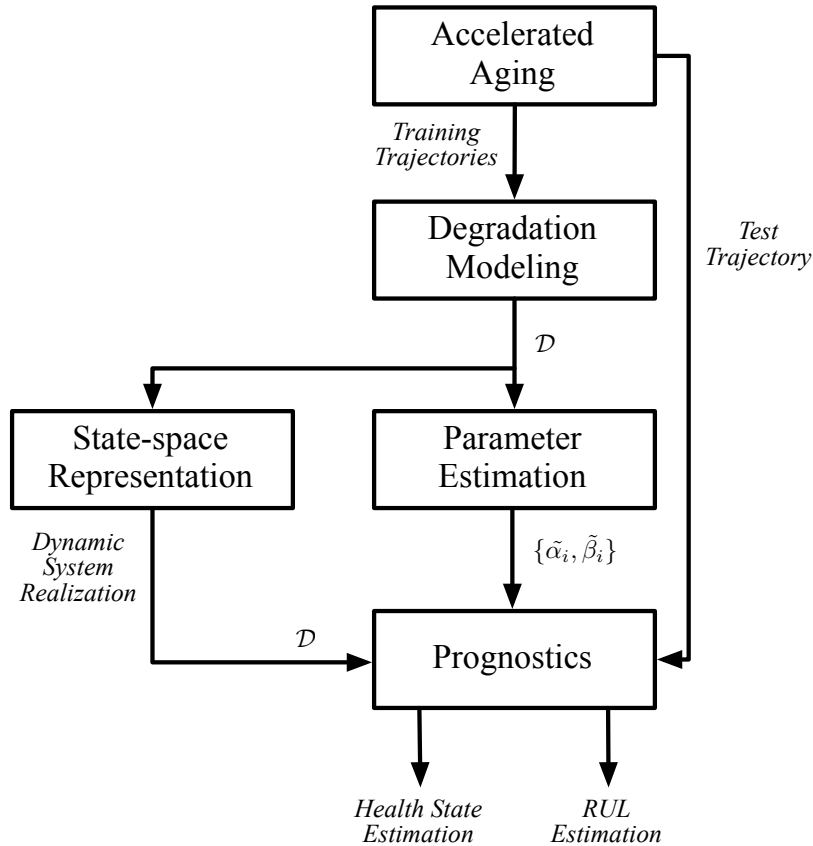 Accelerated
Aging
Training
Trajectories
Degradation
Modeling
Test
Trajectory
𝒟
State-space
Representation
Parameter
Estimation
Dynamic
System
Realization
{α̃ᵢ, β̃ᵢ}
𝒟
Prognostics
Health State
Estimation
RUL
Estimation